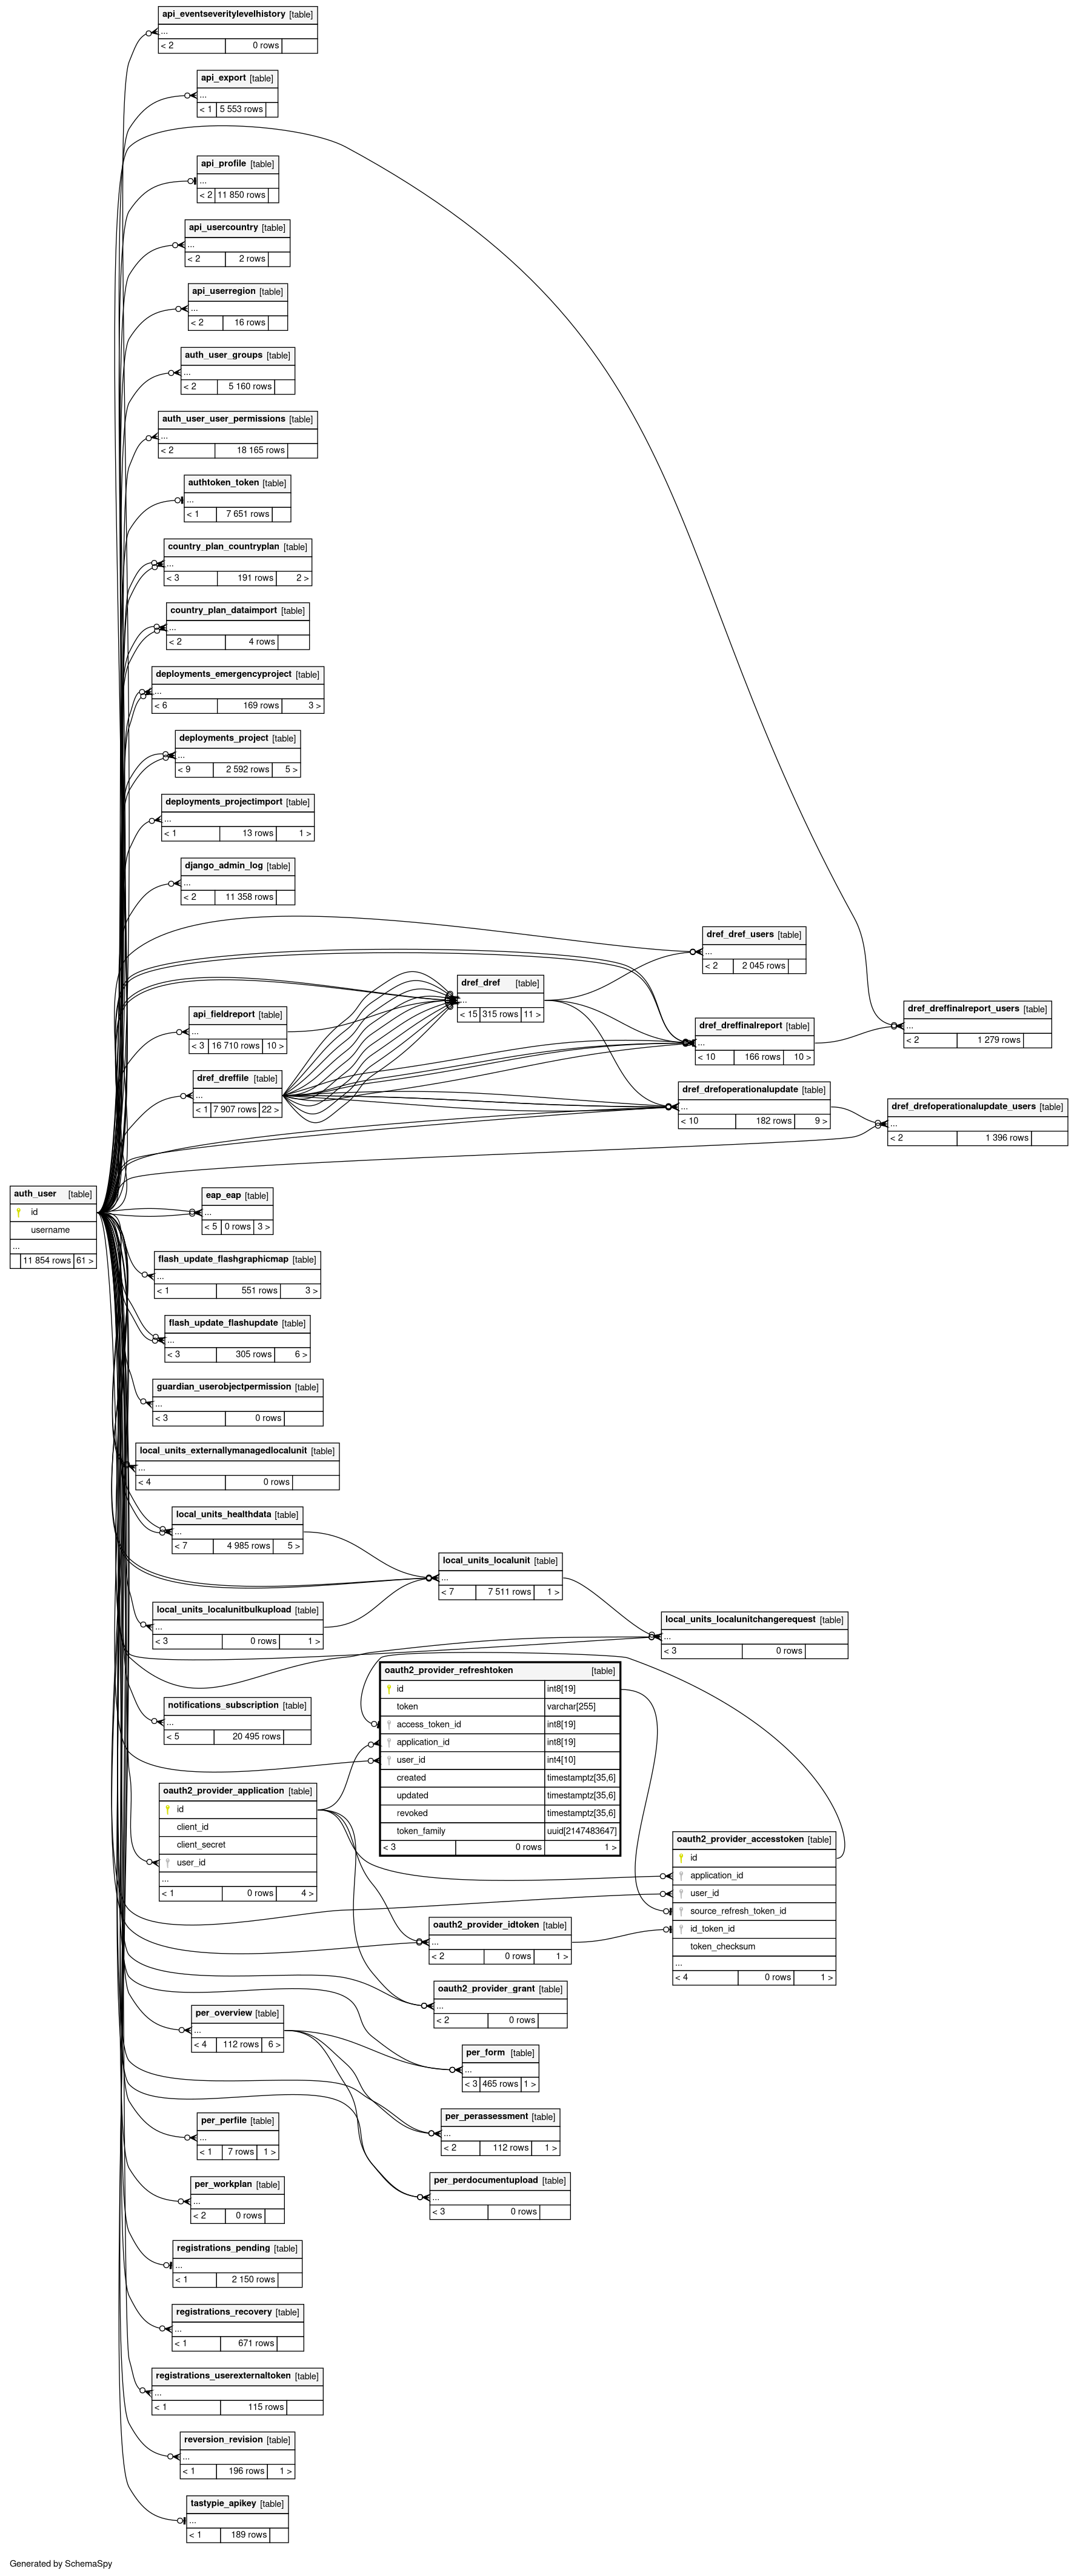 api_eventseveritylevelhistory [table]
...
< 2 0 rows
api_export [table]
...
< 1 5 553 rows
api_profile [table]
...
< 2 11 850 rows
api_usercountry [table]
...
< 2 2 rows
api_userregion [table]
...
< 2 16 rows
auth_user_groups [table]
...
< 2 5 160 rows
auth_user_user_permissions [table]
...
< 2 18 165 rows
authtoken_token [table]
...
< 1 7 651 rows
country_plan_countryplan [table]
...
< 3 191 rows 2 >
country_plan_dataimport [table]
...
< 2 4 rows
deployments_emergencyproject [table]
...
< 6 169 rows 3 >
deployments_project [table]
...
< 9 2 592 rows 5 >
deployments_projectimport [table]
...
< 1 13 rows 1 >
django_admin_log [table]
...
< 2 11 358 rows
dref_dref_users [table]
...
< 2 2 045 rows
dref_dref [table]
...
< 15 315 rows 11 >
api_fieldreport [table]
...
< 3 16 710 rows 10 >
dref_dreffinalreport [table]
...
< 10 166 rows 10 >
dref_dreffinalreport_users [table]
...
< 2 1 279 rows
dref_dreffile [table]
...
< 1 7 907 rows 22 >
dref_drefoperationalupdate [table]
...
< 10 182 rows 9 >
dref_drefoperationalupdate_users [table]
...
< 2 1 396 rows
auth_user [table]
id
username
...
11 854 rows 61 >
eap_eap [table]
...
< 5 0 rows 3 >
flash_update_flashgraphicmap [table]
...
< 1 551 rows 3 >
flash_update_flashupdate [table]
...
< 3 305 rows 6 >
guardian_userobjectpermission [table]
...
< 3 0 rows
local_units_externallymanagedlocalunit [table]
...
< 4 0 rows
local_units_healthdata [table]
...
< 7 4 985 rows 5 >
local_units_localunit [table]
...
< 7 7 511 rows 1 >
local_units_localunitbulkupload [table]
...
< 3 0 rows 1 >
local_units_localunitchangerequest [table]
...
< 3 0 rows
oauth2_provider_refreshtoken [table]
id int8[19]
token varchar[255]
access_token_id int8[19]
application_id int8[19]
user_id int4[10]
created timestamptz[35,6]
updated timestamptz[35,6]
revoked timestamptz[35,6]
token_family uuid[2147483647]
< 3 0 rows 1 >
notifications_subscription [table]
...
< 5 20 495 rows
oauth2_provider_application [table]
id
client_id
client_secret
user_id
...
< 1 0 rows 4 >
oauth2_provider_accesstoken [table]
id
application_id
user_id
source_refresh_token_id
id_token_id
token_checksum
...
< 4 0 rows 1 >
oauth2_provider_idtoken [table]
...
< 2 0 rows 1 >
oauth2_provider_grant [table]
...
< 2 0 rows
per_overview [table]
...
< 4 112 rows 6 >
per_form [table]
...
< 3 465 rows 1 >
per_perassessment [table]
...
< 2 112 rows 1 >
per_perfile [table]
...
< 1 7 rows 1 >
per_perdocumentupload [table]
...
< 3 0 rows
per_workplan [table]
...
< 2 0 rows
registrations_pending [table]
...
< 1 2 150 rows
registrations_recovery [table]
...
< 1 671 rows
registrations_userexternaltoken [table]
...
< 1 115 rows
reversion_revision [table]
...
< 1 196 rows 1 >
tastypie_apikey [table]
...
< 1 189 rows
Generated by SchemaSpy